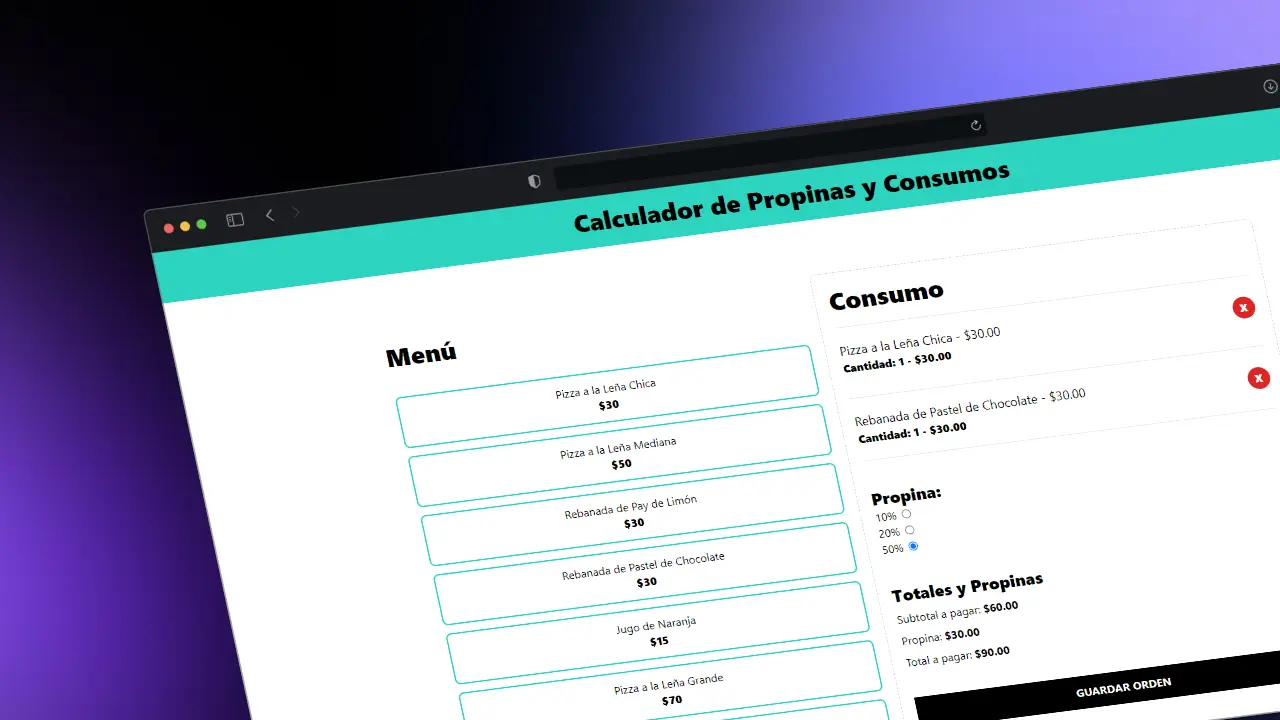 Calculador de Propinas y Consumos
Menú
Pizza a la Leña Chica
$30
Pizza a la Leña Mediana
$50
Rebanada de Pay de Limón
$30
Rebanada de Pastel de Chocolate
$30
Jugo de Naranja
$15
Pizza a la Leña Grande
$70
Consumo
Pizza a la Leña Chica - $30.00
Cantidad: 1 - $30.00
X
Rebanada de Pastel de Chocolate - $30.00
Cantidad: 1 - $30.00
X
Propina:
10%
20%
50%
Totales y Propinas
Subtotal a pagar: $60.00
Propina: $30.00
Total a pagar: $90.00
GUARDAR ORDEN